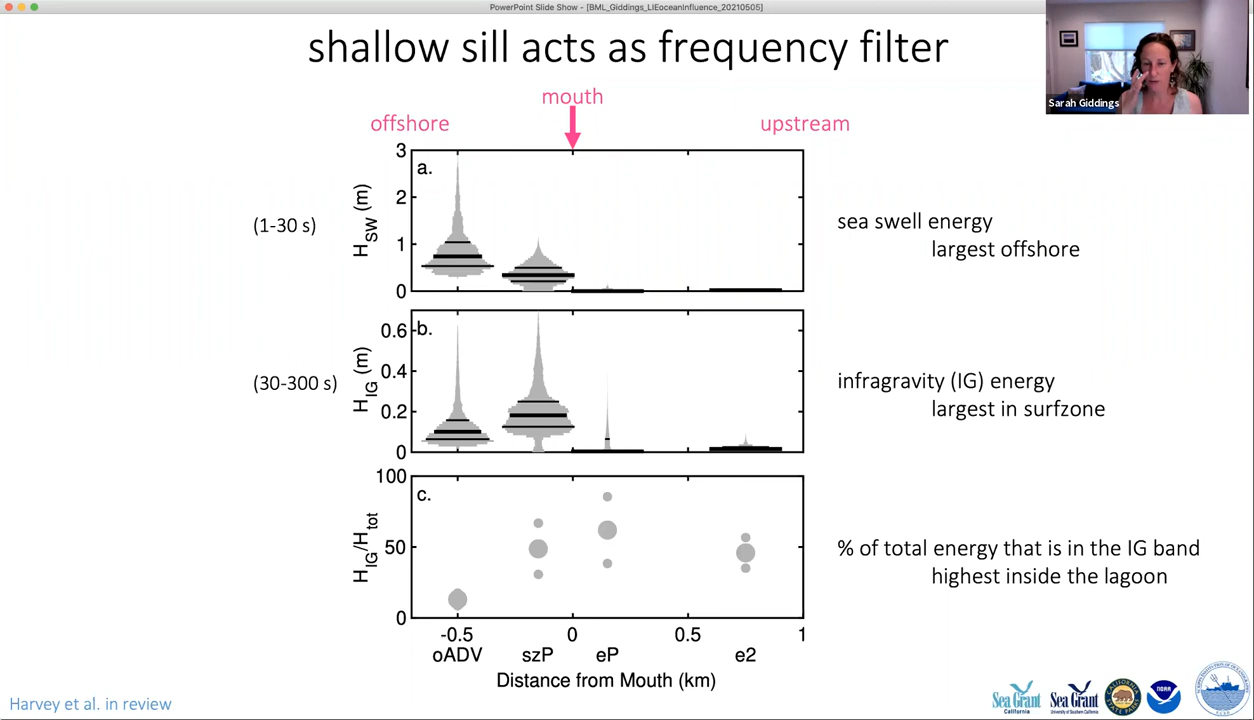 PowerPoint Slide Show - [BML_Giddings_LIEoceanInfluence_20210505]
shallow sill acts as frequency filter
Sarah Giddings
mouth
offshore
upstream
a.
3
2
1
0
H_SW (m)
(1-30 s)
sea swell energy
largest offshore
b.
0.6
0.4
0.2
0
H_IG (m)
(30-300 s)
infragravity (IG) energy
largest in surfzone
c.
100
50
0
H_IG/H_tot
% of total energy that is in the IG band
highest inside the lagoon
-0.5 0 0.5 1
oADV szP eP e2
Distance from Mouth (km)
Harvey et al. in review
Sea Grant
California
Sea Grant
University of Southern California
NOAA